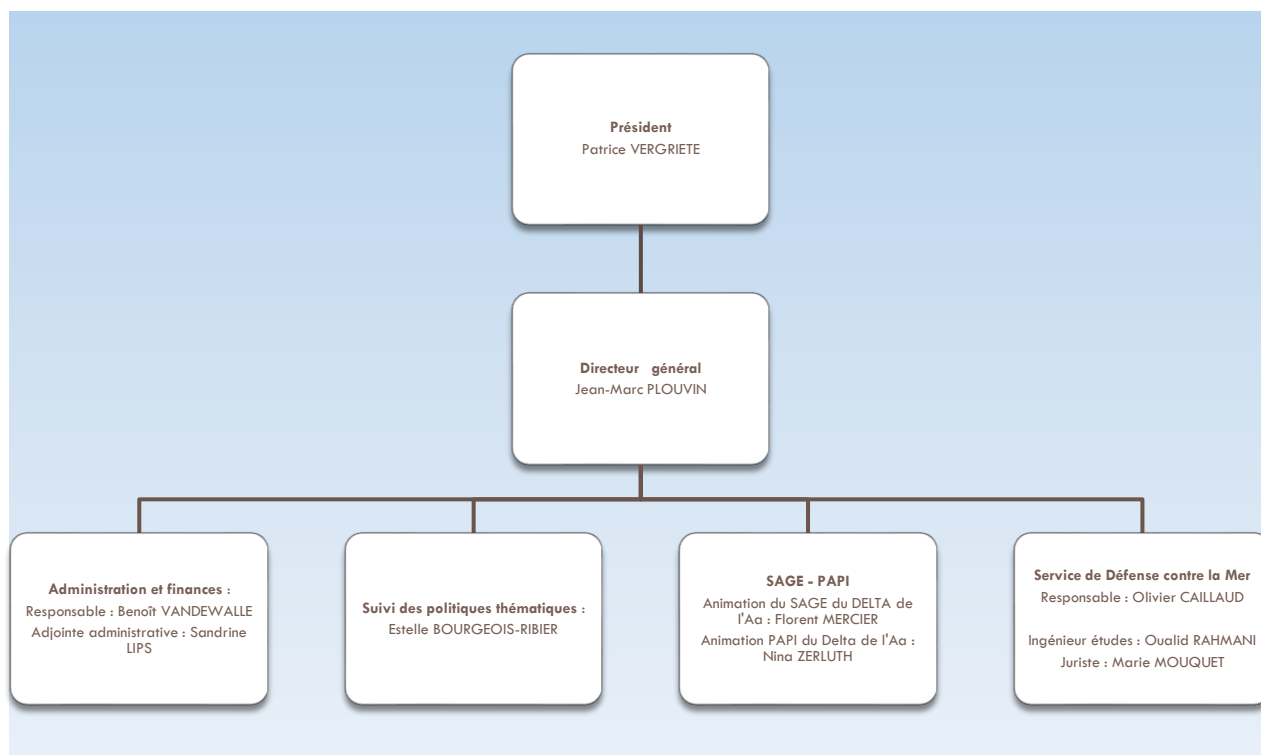 Président
Patrice VERGRIETE
Directeur général
Jean-Marc PLOUVIN
Administration et finances :
Responsable : Benoît VANDEWALLE
Adjointe administrative : Sandrine
LIPS
Suivi des politiques thématiques :
Estelle BOURGEOIS-RIBIER
SAGE - PAPI
Animation du SAGE du DELTA de
l'Aa : Florent MERCIER
Animation PAPI du Delta de l'Aa :
Nina ZERLUTH
Service de Défense contre la Mer
Responsable : Olivier CAILLAUD
Ingénieur études : Oualid RAHMANI
Juriste : Marie MOUQUET